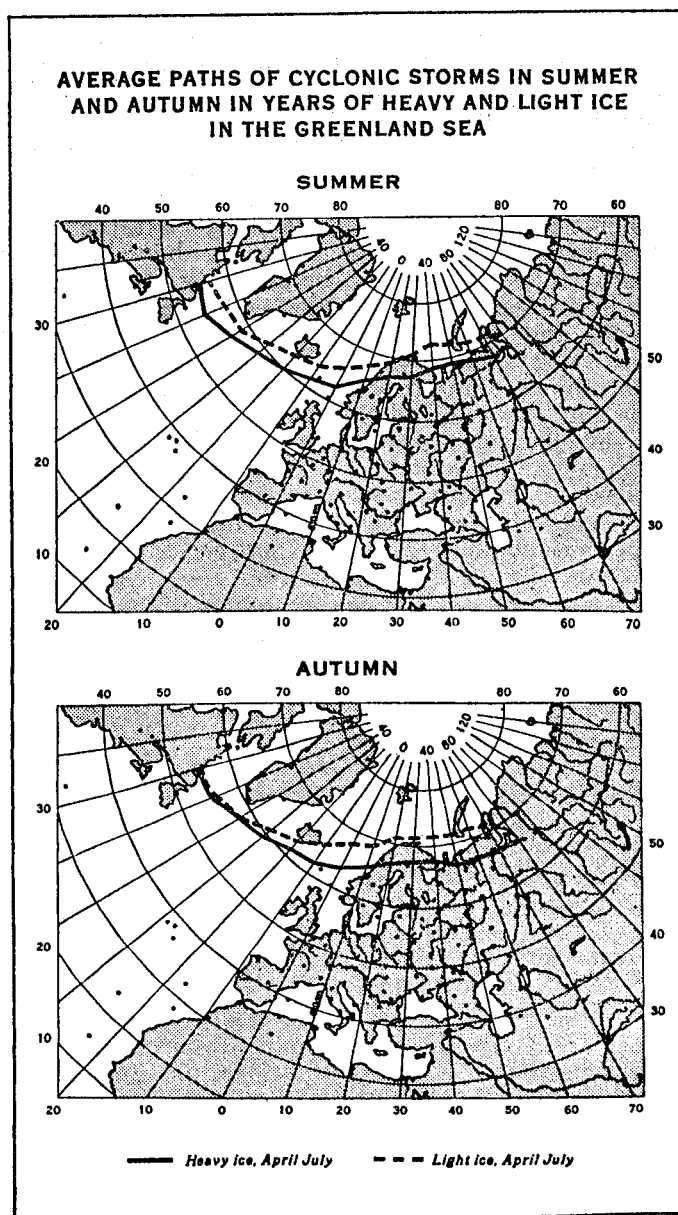 AVERAGE PATHS OF CYCLONIC STORMS IN SUMMER
AND AUTUMN IN YEARS OF HEAVY AND LIGHT ICE
IN THE GREENLAND SEA
SUMMER
40 50 60 70 80 80 70 60
40 0 40 80 120
30
20
10
50
40
30
20 10 0 10 20 30 40 50 60 70
AUTUMN
40 50 60 70 80 80 70 60
40 0 40 80 120
30
20
10
50
40
30
20 10 0 10 20 30 40 50 60 70
Heavy ice, April July Light ice, April July